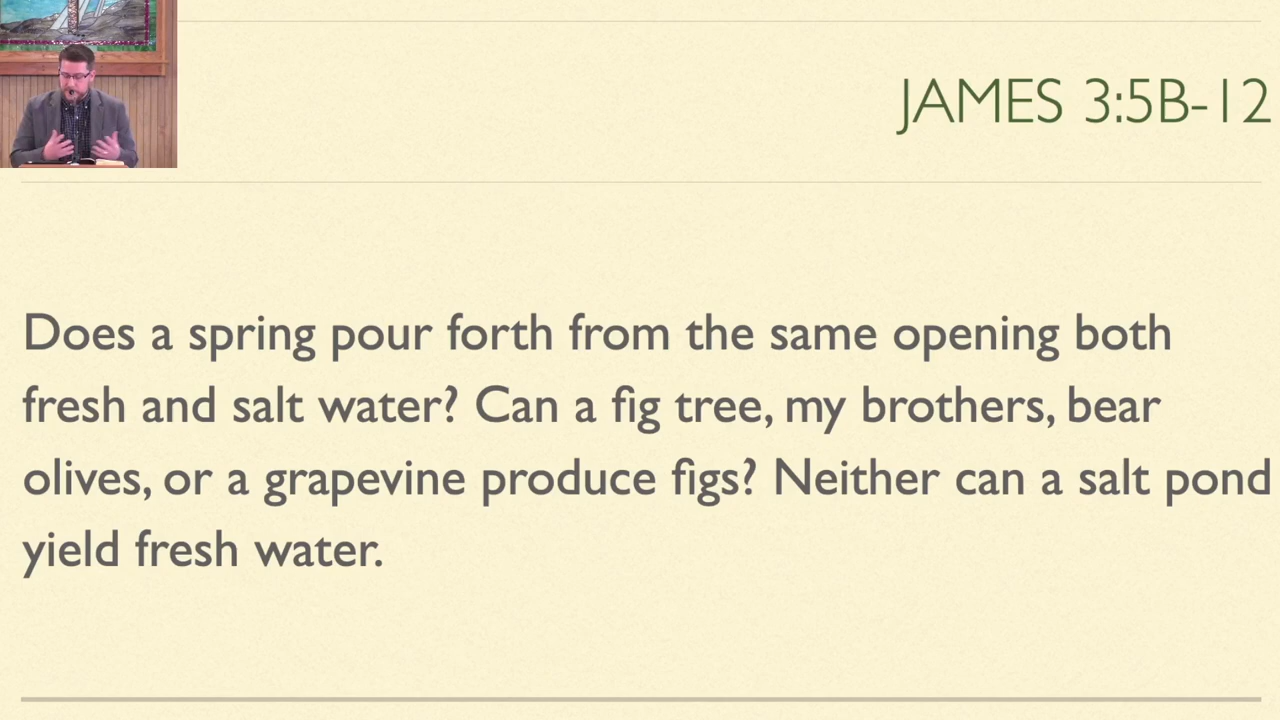 JAMES 3:5B-12
Does a spring pour forth from the same opening both
fresh and salt water? Can a fig tree, my brothers, bear
olives, or a grapevine produce figs? Neither can a salt pond
yield fresh water.